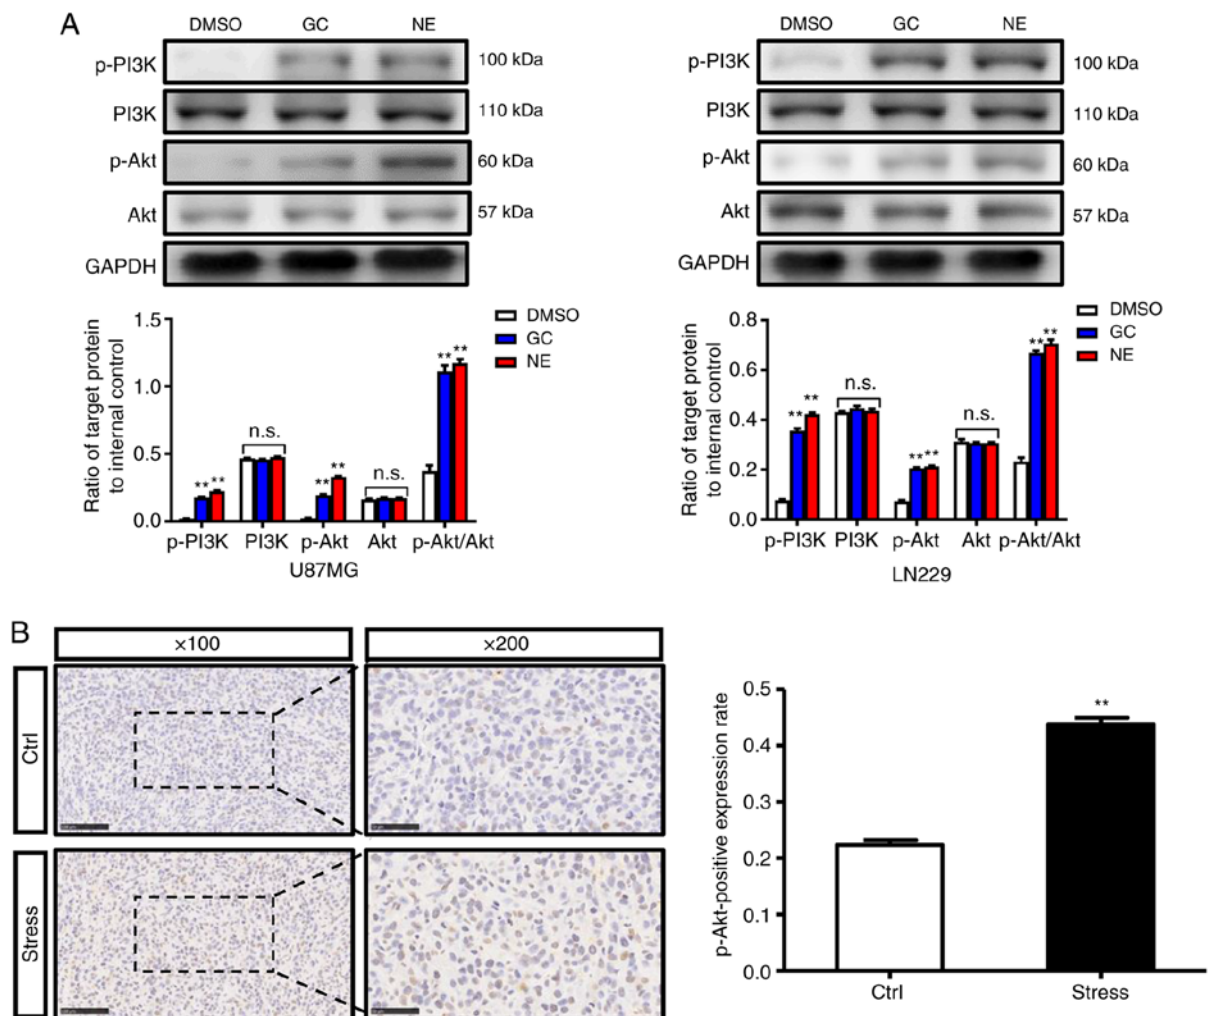 A
DMSO GC NE
p-PI3K 100 kDa
PI3K 110 kDa
p-Akt 60 kDa
Akt 57 kDa
GAPDH
DMSO GC NE
p-PI3K 100 kDa
PI3K 110 kDa
p-Akt 60 kDa
Akt 57 kDa
GAPDH
Ratio of target protein
to internal control
1.5
1.0
0.5
0.0
DMSO
GC
NE
** **
n.s.
** **
n.s.
** **
p-PI3K PI3K p-Akt Akt p-Akt/Akt
U87MG
Ratio of target protein
to internal control
0.8
0.6
0.4
0.2
0.0
DMSO
GC
NE
** **
n.s.
** **
n.s.
** **
p-PI3K PI3K p-Akt Akt p-Akt/Akt
LN229
B
×100 ×200
Ctrl
Stress
p-Akt-positive expression rate
0.5
0.4
0.3
0.2
0.1
0.0
**
Ctrl Stress